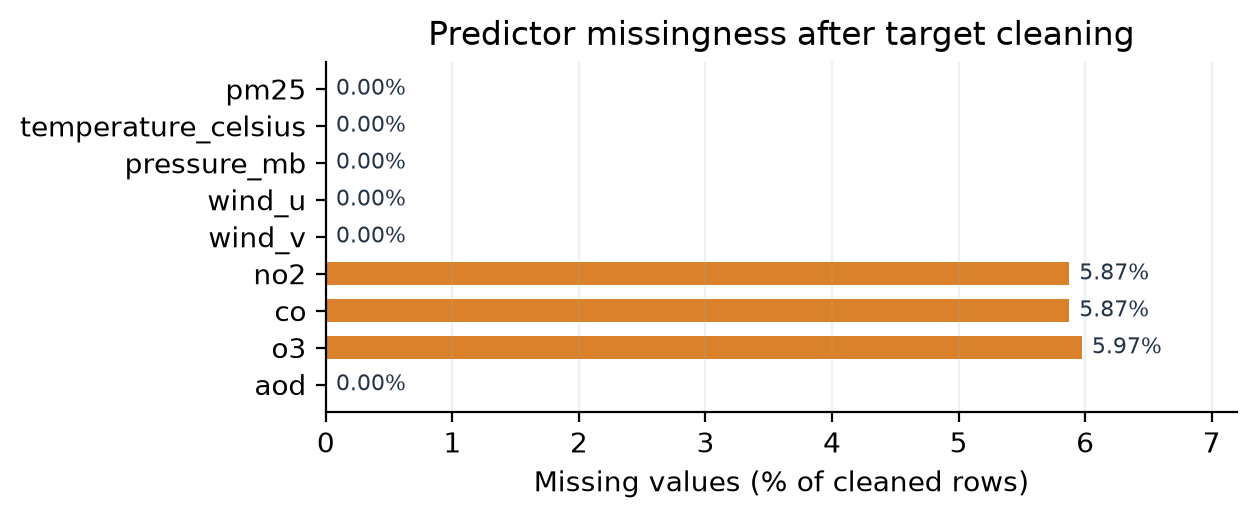 Predictor missingness after target cleaning
pm25 0.00%
temperature_celsius 0.00%
pressure_mb 0.00%
wind_u 0.00%
wind_v 0.00%
no2 5.87%
co 5.87%
o3 5.97%
aod 0.00%
0 1 2 3 4 5 6 7
Missing values (% of cleaned rows)